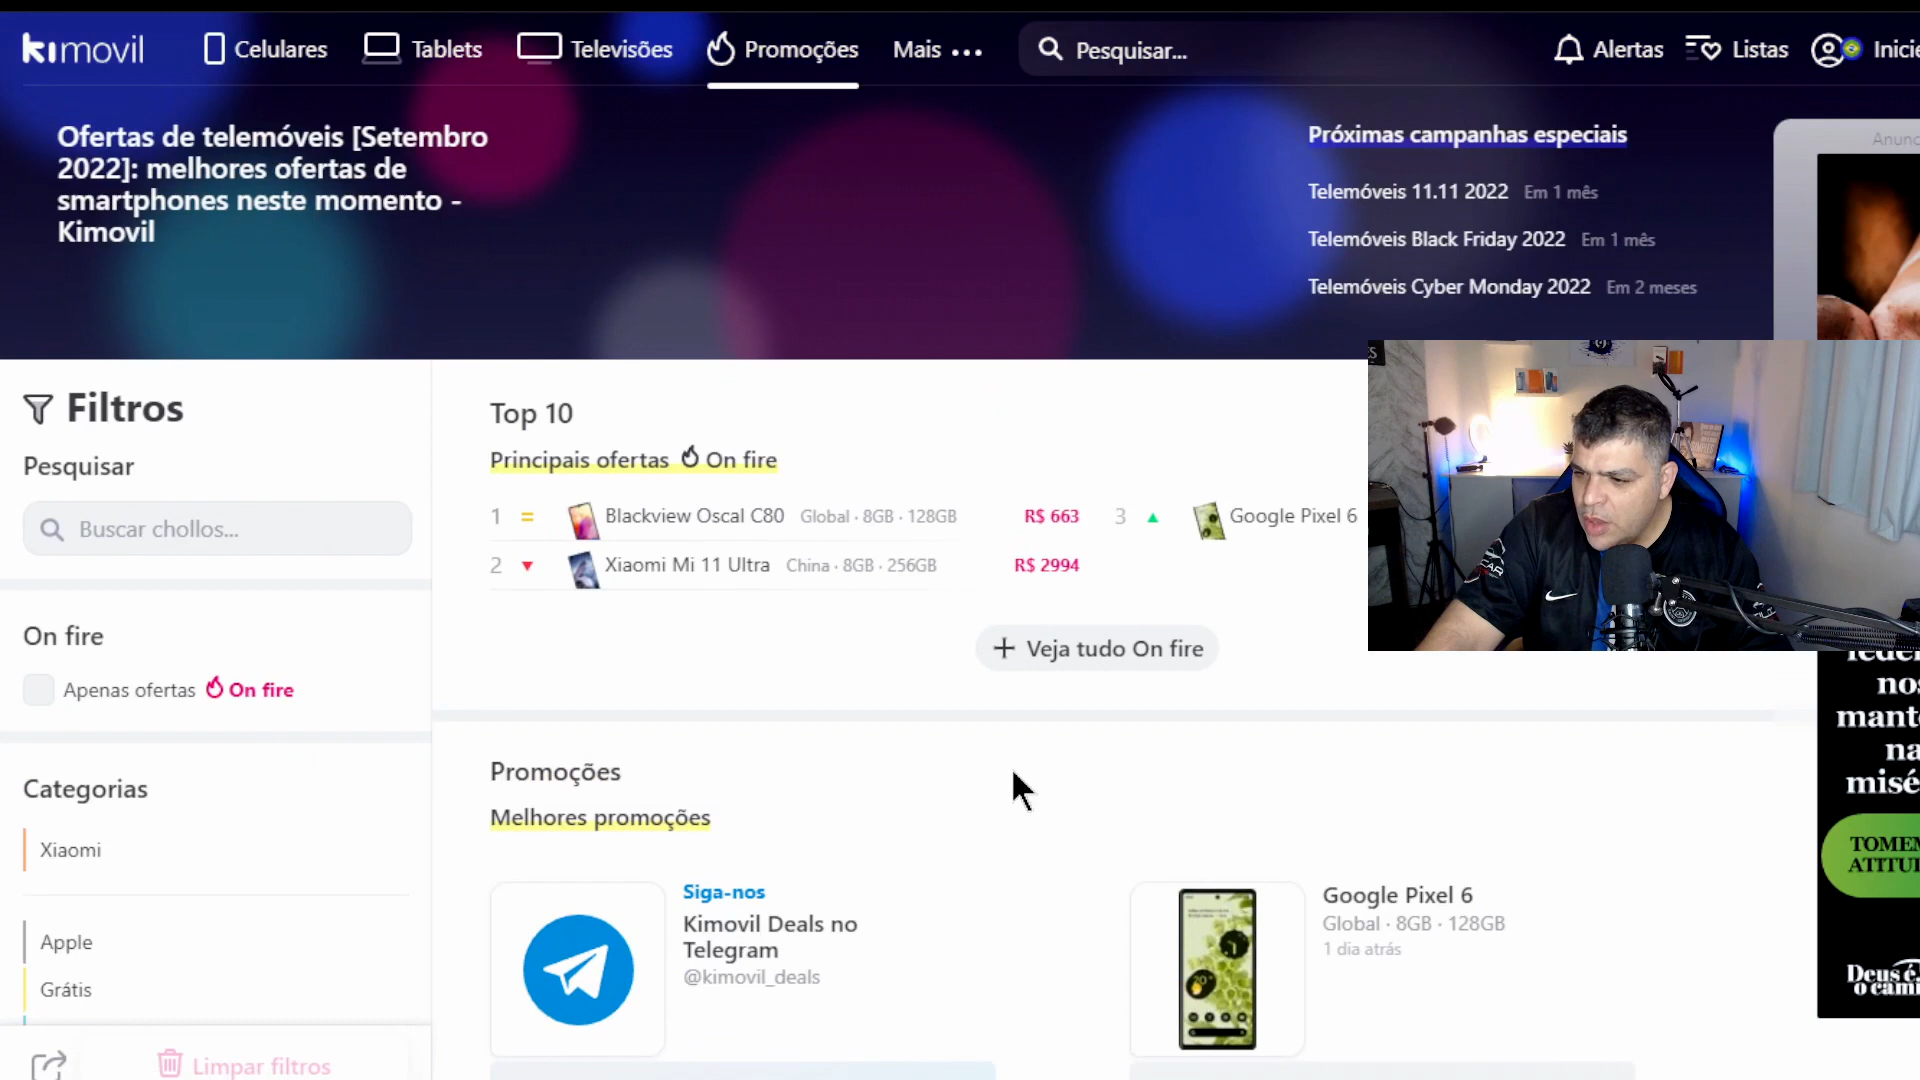 kimovil
Celulares
Tablets
Televisões
Promoções
Mais
Pesquisar...
Alertas
Listas
Ofertas de telemóveis [Setembro
2022]: melhores ofertas de
smartphones neste momento -
Kimovil
Próximas campanhas especiais
Telemóveis 11.11 2022 Em 1 mês
Telemóveis Black Friday 2022 Em 1 mês
Telemóveis Cyber Monday 2022 Em 2 meses
Filtros
Pesquisar
Buscar chollos...
On fire
Apenas ofertas On fire
Categorias
Xiaomi
Apple
Grátis
Limpar filtros
Top 10
Principais ofertas On fire
1 = Blackview Oscal C80 Global · 8GB · 128GB R$ 663
2 Xiaomi Mi 11 Ultra China · 8GB · 256GB R$ 2994
3 Google Pixel 6
+ Veja tudo On fire
Promoções
Melhores promoções
Siga-nos
Kimovil Deals no
Telegram
@kimovil_deals
Google Pixel 6
Global · 8GB · 128GB
1 dia atrás
na
Deus é